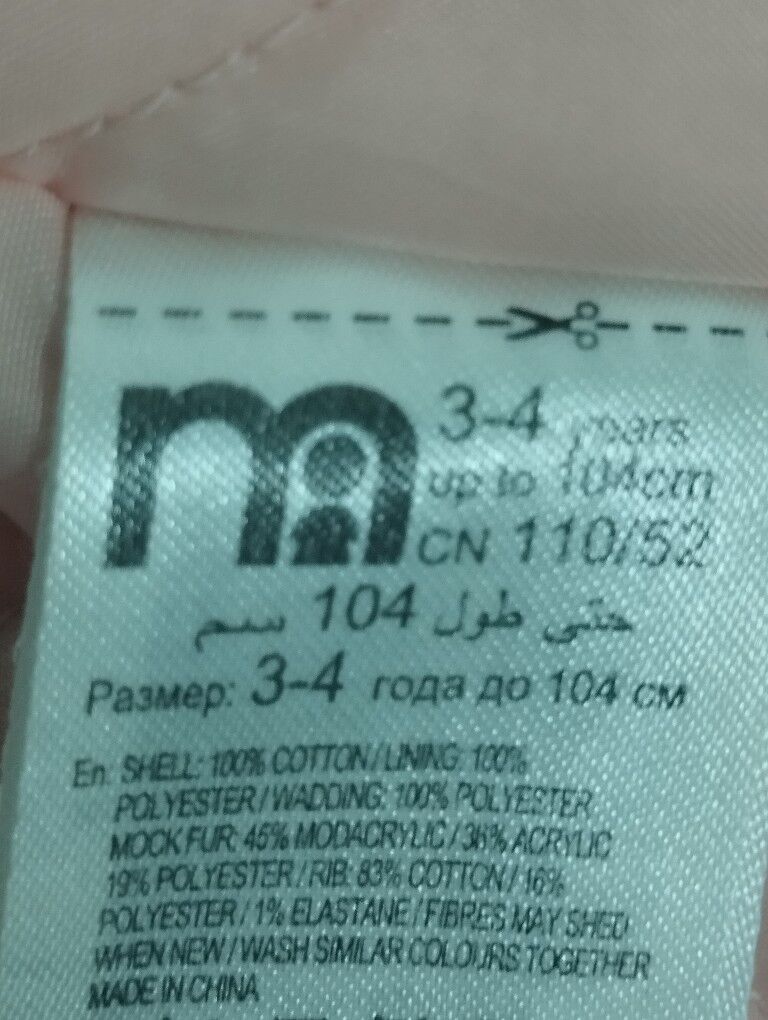 3-4 years
up to 104cm
CN 110/52
حتى طول 104 سم
Размер: 3-4 года до 104 см
En: SHELL: 100% COTTON / LINING: 100%
POLYESTER / WADDING: 100% POLYESTER
MOCK FUR: 45% MODACRYLIC / 36% ACRYLIC
19% POLYESTER / RIB: 83% COTTON / 16%
POLYESTER / 1% ELASTANE / FIBRES MAY SHED
WHEN NEW / WASH SIMILAR COLOURS TOGETHER
MADE IN CHINA